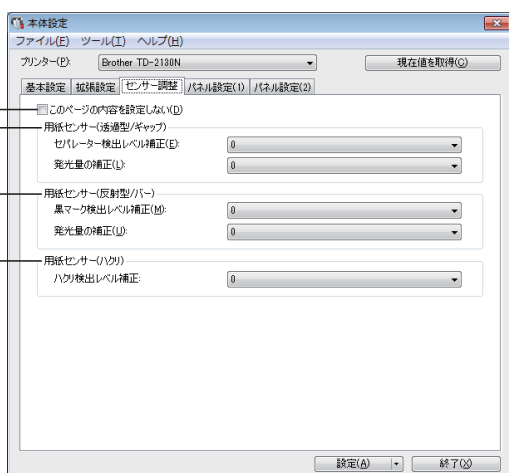 本体設定
ファイル(F) ツール(T) ヘルプ(H)
プリンター(P): Brother TD-2130N 現在値を取得(C)
基本設定 拡張設定 センサー調整 パネル設定(1) パネル設定(2)
このページの内容を設定しない(D)
用紙センサー(透過型/ギャップ)
セパレーター検出レベル補正(E): 0
発光量の補正(L): 0
用紙センサー(反射型/バー)
黒マーク検出レベル補正(M): 0
発光量の補正(U): 0
用紙センサー(ハクリ)
ハクリ検出レベル補正: 0
設定(A) 終了(X)